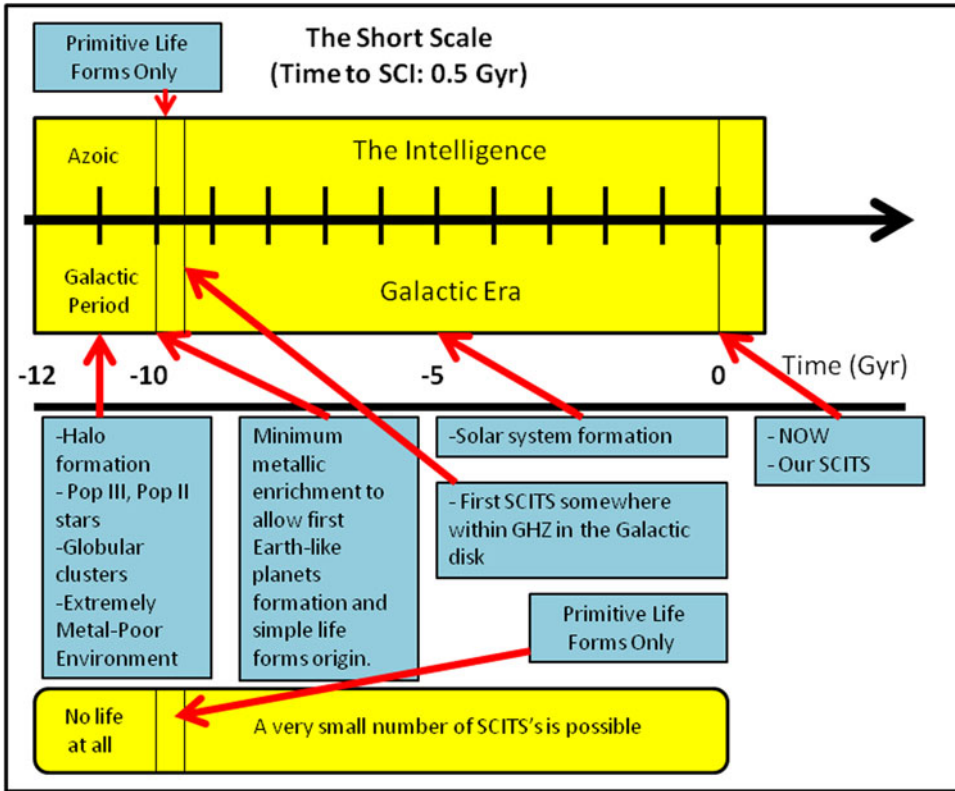 Primitive Life
Forms Only
The Short Scale
(Time to SCI: 0.5 Gyr)
Azoic
The Intelligence
Galactic
Period
Galactic Era
-12
-10
-5
0
Time (Gyr)
-Halo
formation
- Pop III, Pop II
stars
-Globular
clusters
-Extremely
Metal-Poor
Environment
Minimum
metallic
enrichment to
allow first
Earth-like
planets
formation and
simple life
forms origin.
-Solar system formation
- First SCITS somewhere
within GHZ in the Galactic
disk
- NOW
- Our SCITS
Primitive Life
Forms Only
No life
at all
A very small number of SCITS's is possible